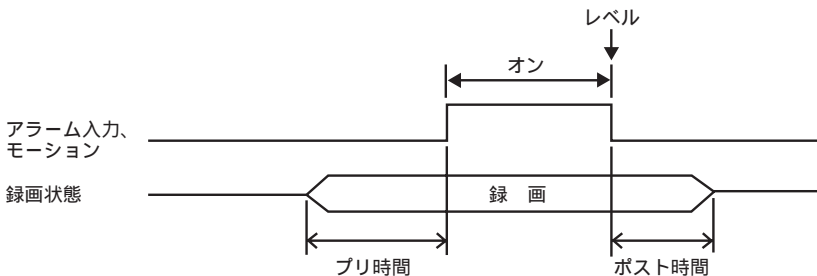 レベル
オン
アラーム入力、
モーション
録画状態
録　画
プリ時間
ポスト時間